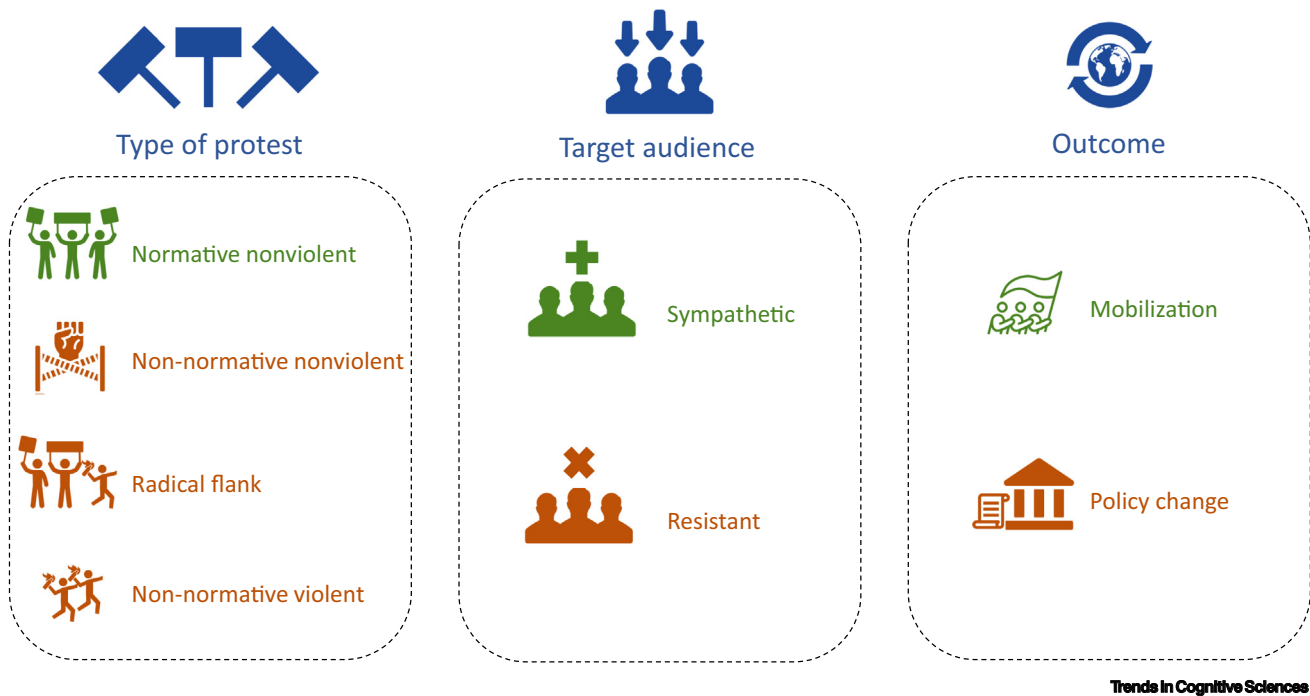 Type of protest
Target audience
Outcome
Normative nonviolent
Non-normative nonviolent
Radical flank
Non-normative violent
Sympathetic
Resistant
Mobilization
Policy change
Trends in Cognitive Sciences